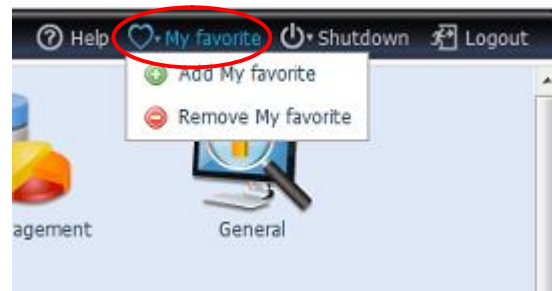 Help My favorite Shutdown Logout
Add My favorite
Remove My favorite
agement General